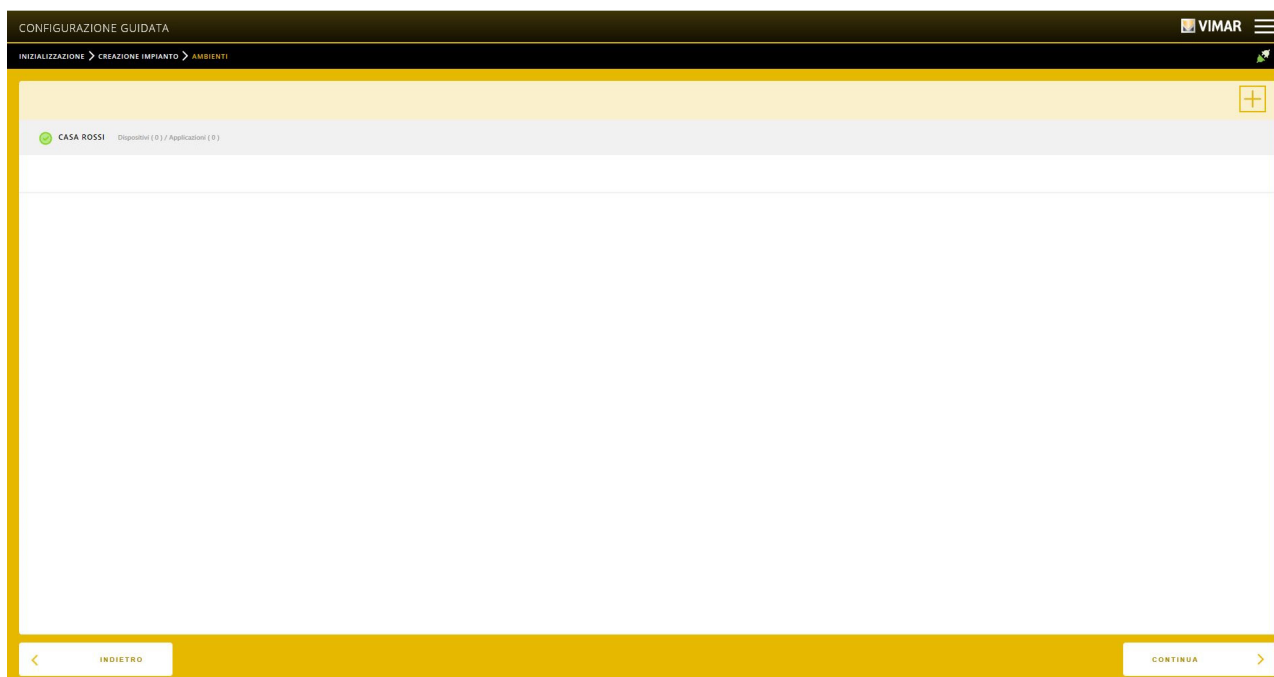 CONFIGURAZIONE GUIDATA
VIMAR
INIZIALIZZAZIONE > CREAZIONE IMPIANTO > AMBIENTI
CASA ROSSI Dispositivi ( 0 ) / Applicazioni ( 0 )
INDIETRO
CONTINUA